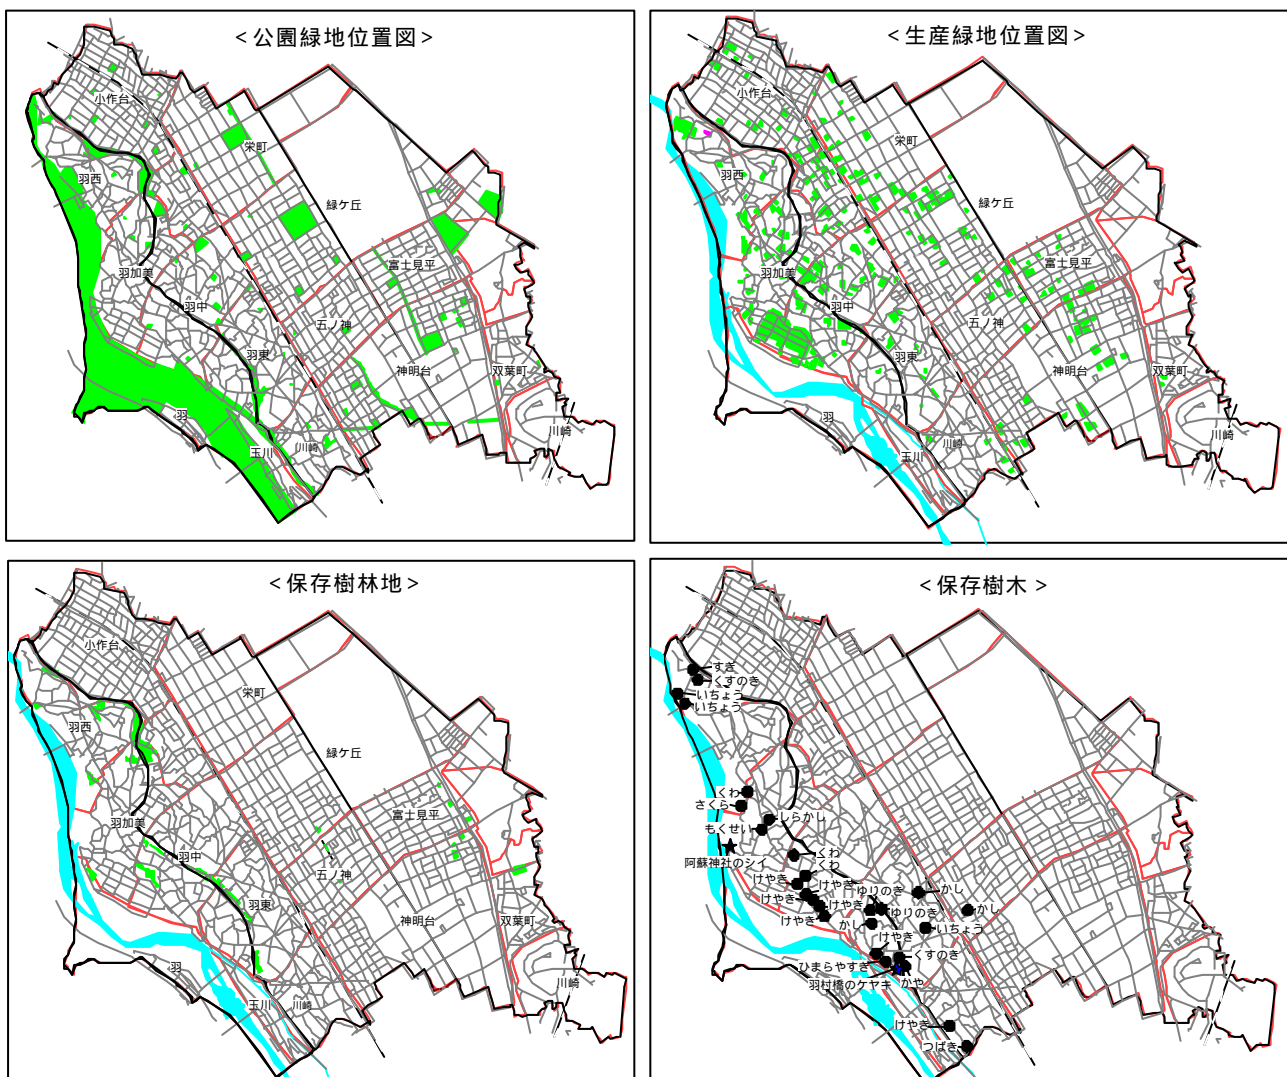 <公園緑地位置図>
小作台
栄町
羽西
緑ケ丘
羽加美
富士見平
羽中
五ノ神
羽東
神明台
双葉町
羽
川崎
玉川
川崎
<生産緑地位置図>
小作台
栄町
羽西
緑ケ丘
羽加美
富士見平
羽中
五ノ神
羽東
神明台
双葉町
羽
川崎
川崎
玉川
<保存樹林地>
小作台
栄町
羽西
緑ケ丘
富士見平
羽加美
羽中
五ノ神
羽東
神明台
双葉町
羽
川崎
玉川
川崎
<保存樹木>
すぎ
くすのき
いちょう
いちょう
くわ
さくら
しらかし
もくせい
くわ
阿蘇神社のシイ
くわ
けやき
けやき
ゆりのき
かし
けやき
けやき
ゆりのき
かし
けやき
かし
いちょう
けやき
くすのき
ひまらやすぎ
かや
羽村橋のケヤキ
けやき
つばき